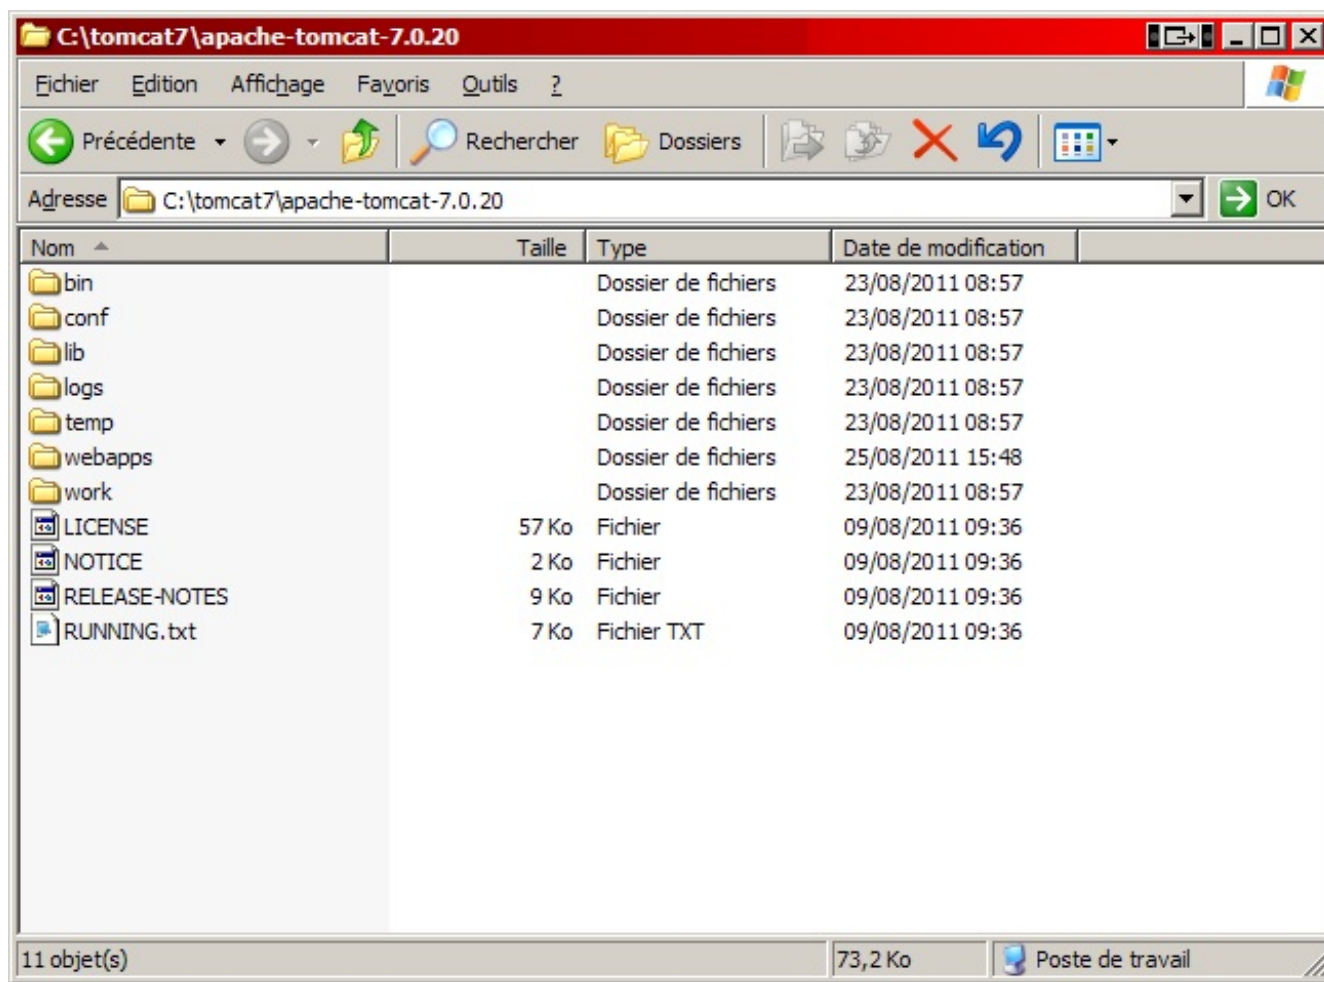 C:\tomcat7\apache-tomcat-7.0.20
Fichier Edition Affichage Favoris Outils ?
Précédente Rechercher Dossiers
Adresse C:\tomcat7\apache-tomcat-7.0.20 OK
Nom Taille Type Date de modification
bin Dossier de fichiers 23/08/2011 08:57
conf Dossier de fichiers 23/08/2011 08:57
lib Dossier de fichiers 23/08/2011 08:57
logs Dossier de fichiers 23/08/2011 08:57
temp Dossier de fichiers 23/08/2011 08:57
webapps Dossier de fichiers 25/08/2011 15:48
work Dossier de fichiers 23/08/2011 08:57
LICENSE 57 Ko Fichier 09/08/2011 09:36
NOTICE 2 Ko Fichier 09/08/2011 09:36
RELEASE-NOTES 9 Ko Fichier 09/08/2011 09:36
RUNNING.txt 7 Ko Fichier TXT 09/08/2011 09:36
11 objet(s) 73,2 Ko Poste de travail